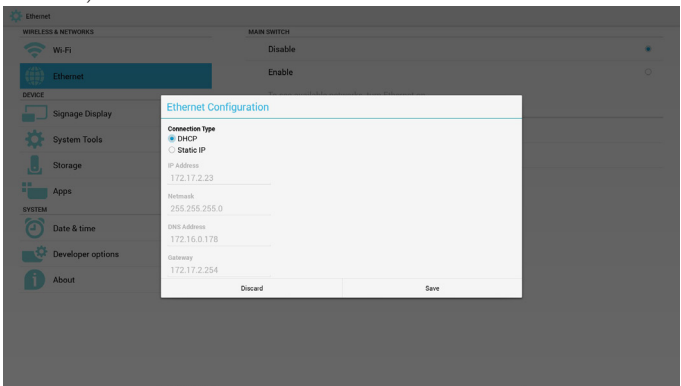 Ethernet
WIRELESS & NETWORKS
MAIN SWITCH
Wi-Fi
Disable
Ethernet
Enable
DEVICE
Ethernet Configuration
Signage Display
Connection Type
DHCP
System Tools
Static IP
Storage
IP Address
172.17.2.23
Apps
Netmask
255.255.255.0
SYSTEM
Date & time
DNS Address
172.16.0.178
Developer options
Gateway
172.17.2.254
About
Discard
Save